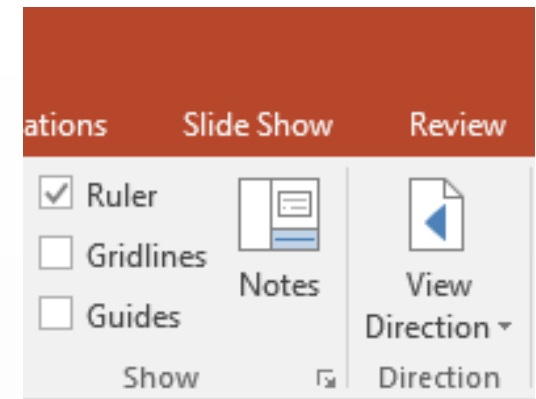 ations Slide Show Review
Ruler
Gridlines
Guides
Notes
View
Direction
Show
Direction